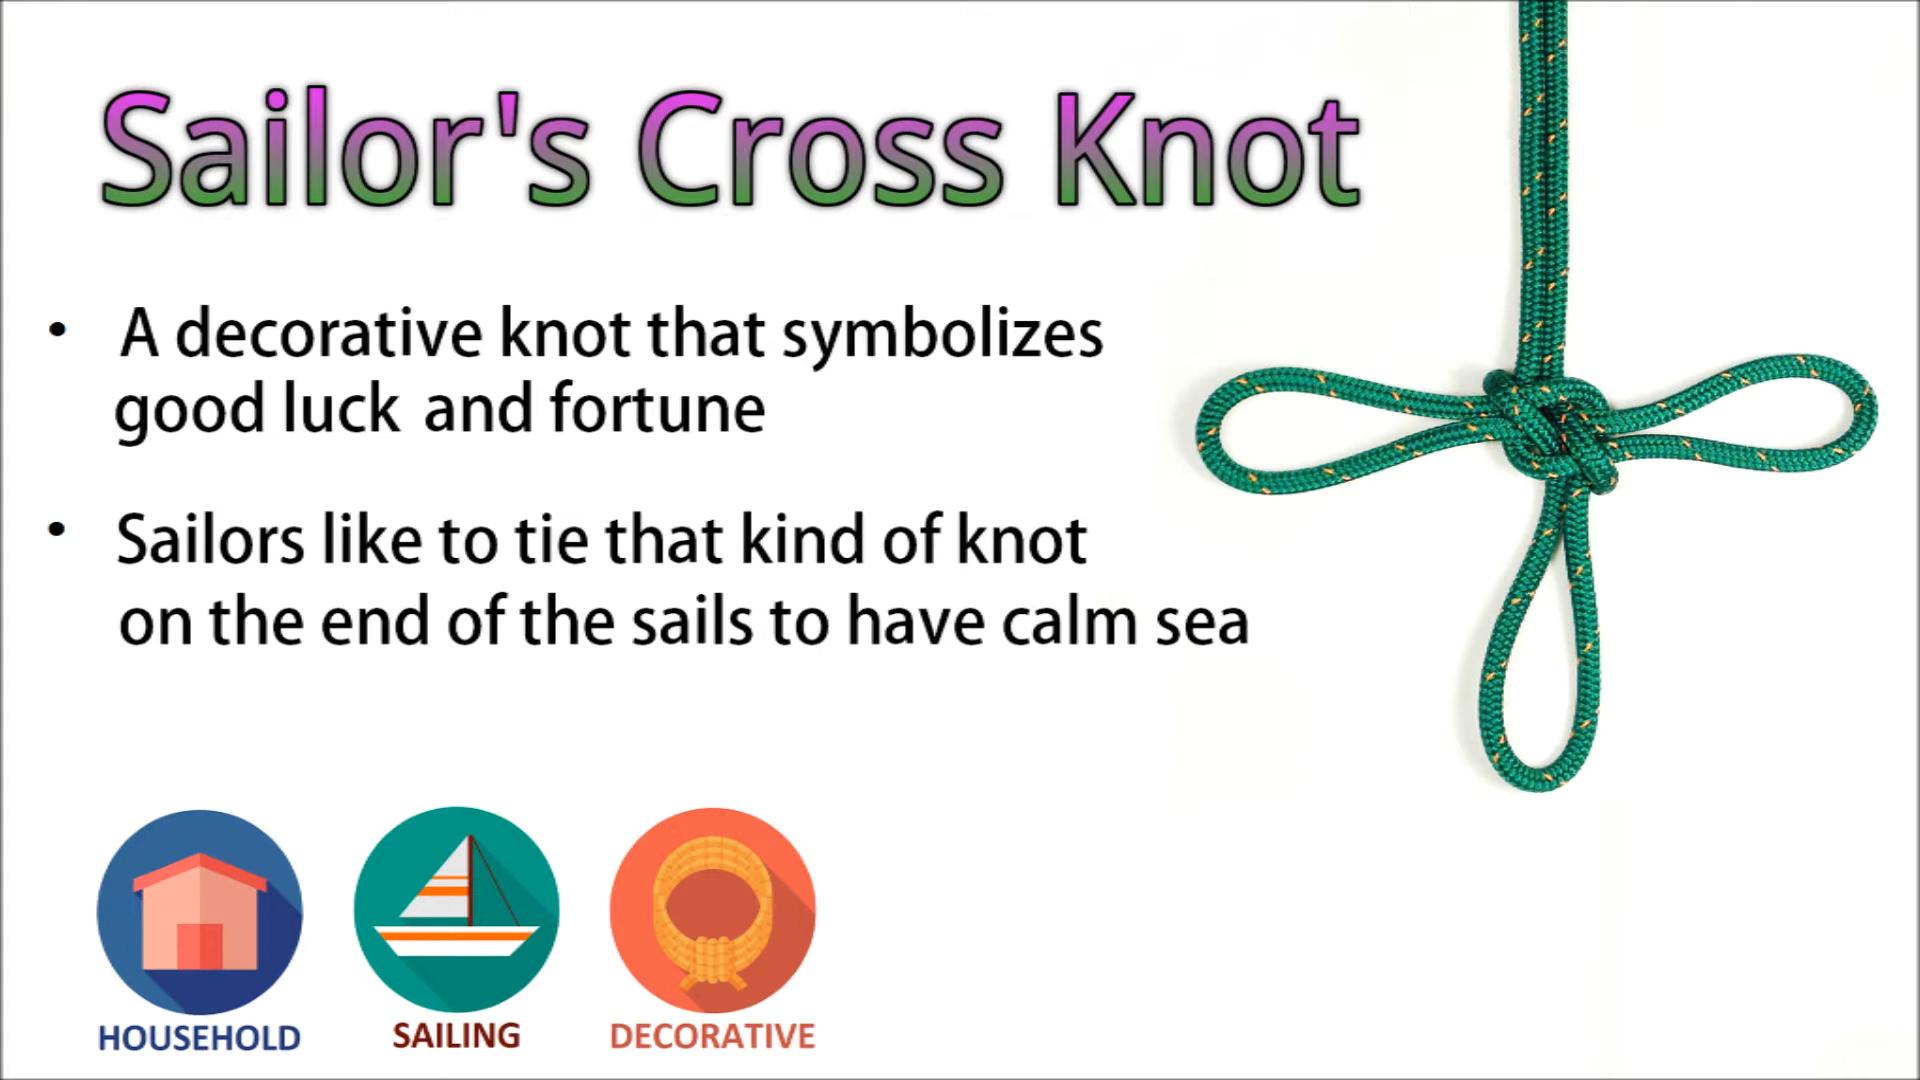 Sailor's Cross Knot
• A decorative knot that symbolizes
good luck and fortune
• Sailors like to tie that kind of knot
on the end of the sails to have calm sea
HOUSEHOLD
SAILING
DECORATIVE